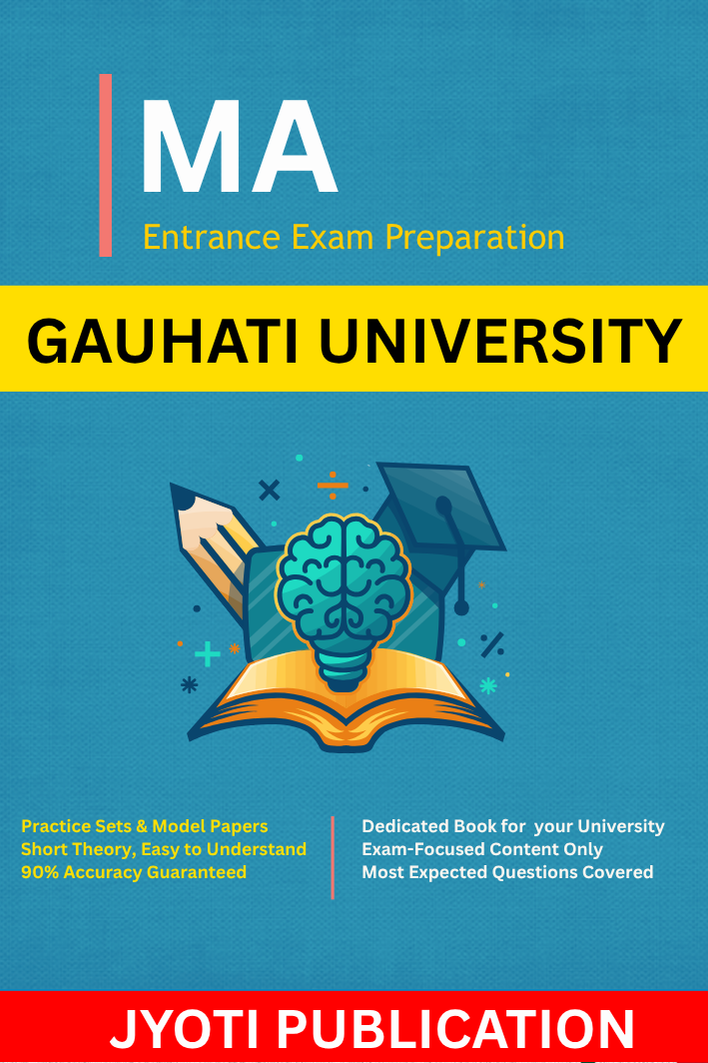 MA
Entrance Exam Preparation
GAUHATI UNIVERSITY
Practice Sets & Model Papers
Short Theory, Easy to Understand
90% Accuracy Guaranteed
Dedicated Book for  your University
Exam-Focused Content Only
Most Expected Questions Covered
JYOTI PUBLICATION